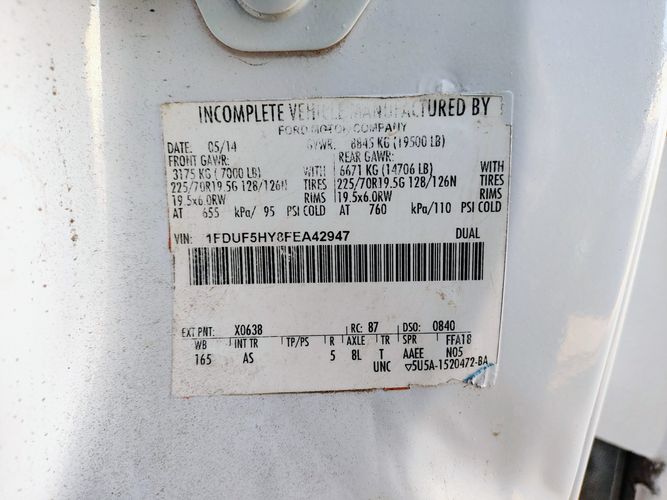 INCOMPLETE VEHICLE MANUFACTURED BY
FORD MOTOR COMPANY
DATE: 05/14 GVWR: 8845 KG (19500 LB)
FRONT GAWR: REAR GAWR:
3175 KG ( 7000 LB) WITH 6671 KG (14706 LB) WITH
225/70R19.5G 128/126N TIRES 225/70R19.5G 128/126N TIRES
19.5x6.0RW RIMS 19.5x6.0RW RIMS
AT 655 kPa/ 95 PSI COLD AT 760 kPa/110 PSI COLD
VIN: 1FDUF5HY8FEA42947 DUAL
EXT PNT: X0638 RC: 87 DSO: 0840
WB INT TR TP/PS R AXLE TR SPR FFA18
165 AS 5 8L T AAEE N05
UNC ▽5U5A-1520472-BA